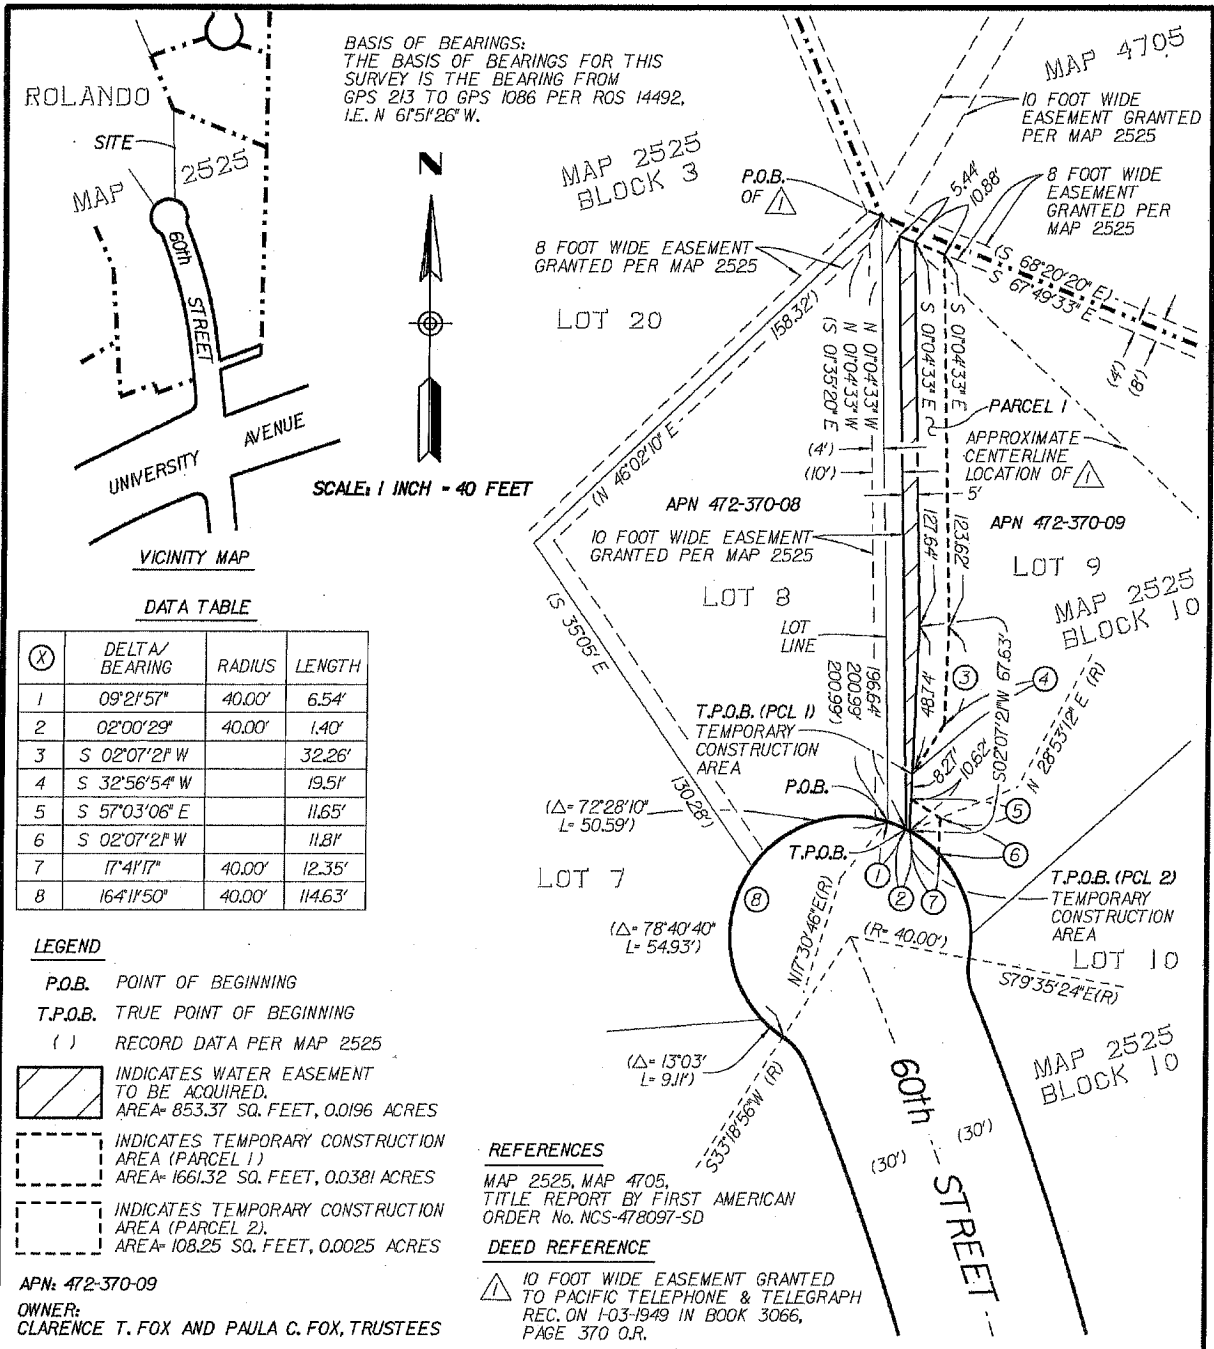 ROLANDO
SITE
MAP 2525
60th
STREET
UNIVERSITY
AVENUE
VICINITY MAP
BASIS OF BEARINGS:
THE BASIS OF BEARINGS FOR THIS
SURVEY IS THE BEARING FROM
GPS 213 TO GPS 1086 PER ROS 14492,
I.E. N 61°51'26" W.
N
SCALE: 1 INCH = 40 FEET
DATA TABLE
X DELTA/ BEARING RADIUS LENGTH
1 09°21'57" 40.00' 6.54'
2 02°00'29" 40.00' 1.40'
3 S 02°07'21" W 32.26'
4 S 32°56'54" W 19.51'
5 S 57°03'06" E 11.65'
6 S 02°07'21" W 11.81'
7 17°41'17" 40.00' 12.35'
8 164°11'50" 40.00' 114.63'
LEGEND
P.O.B. POINT OF BEGINNING
T.P.O.B. TRUE POINT OF BEGINNING
( ) RECORD DATA PER MAP 2525
INDICATES WATER EASEMENT
TO BE ACQUIRED.
AREA= 853.37 SQ. FEET, 0.0196 ACRES
INDICATES TEMPORARY CONSTRUCTION
AREA (PARCEL 1)
AREA= 1661.32 SQ. FEET, 0.0381 ACRES
INDICATES TEMPORARY CONSTRUCTION
AREA (PARCEL 2).
AREA= 108.25 SQ. FEET, 0.0025 ACRES
APN: 472-370-09
OWNER:
CLARENCE T. FOX AND PAULA C. FOX, TRUSTEES
MAP 4705
10 FOOT WIDE
EASEMENT GRANTED
PER MAP 2525
MAP 2525
BLOCK 3
P.O.B.
OF 1
5.44'
10.88'
8 FOOT WIDE
EASEMENT
GRANTED PER
MAP 2525
8 FOOT WIDE EASEMENT
GRANTED PER MAP 2525
(S 68°20'20" E)
S 67°49'33" E
(4')
(8')
LOT 20
158.32')
(N 46°02'10" E
N 01°04'33" W
N 01°04'33" W
(S 01°35'20" E
S 01°04'33" E
S 01°04'33" E
PARCEL 1
(4')
(10')
APPROXIMATE
CENTERLINE
LOCATION OF 1
5'
APN 472-370-08
APN 472-370-09
10 FOOT WIDE EASEMENT
GRANTED PER MAP 2525
127.64'
123.62'
LOT 9
LOT 8
MAP 2525
BLOCK 10
(S 35°05' E
130.28')
LOT
LINE
196.64'
200.99'
200.99')
48.74'
S02°07'21"W 67.63'
3
4
T.P.O.B. (PCL 1)
TEMPORARY
CONSTRUCTION
AREA
8.27'
10.62'
N 28°53'12" E (R)
P.O.B.
(Δ= 72°28'10"
L= 50.59')
5
T.P.O.B.
6
LOT 7
1
2
7
8
T.P.O.B. (PCL 2)
TEMPORARY
CONSTRUCTION
AREA
(Δ= 78°40'40"
L= 54.93')
N17°30'46"E(R)
(R= 40.00')
LOT 10
S79°35'24"E(R)
(Δ= 13°03'
L= 9.11')
S33°18'56"W (R)
MAP 2525
BLOCK 10
60th STREET
(30')
(30')
REFERENCES
MAP 2525, MAP 4705,
TITLE REPORT BY FIRST AMERICAN
ORDER No. NCS-478097-SD
DEED REFERENCE
1 10 FOOT WIDE EASEMENT GRANTED
TO PACIFIC TELEPHONE & TELEGRAPH
REC. ON 1-03-1949 IN BOOK 3066,
PAGE 370 O.R.